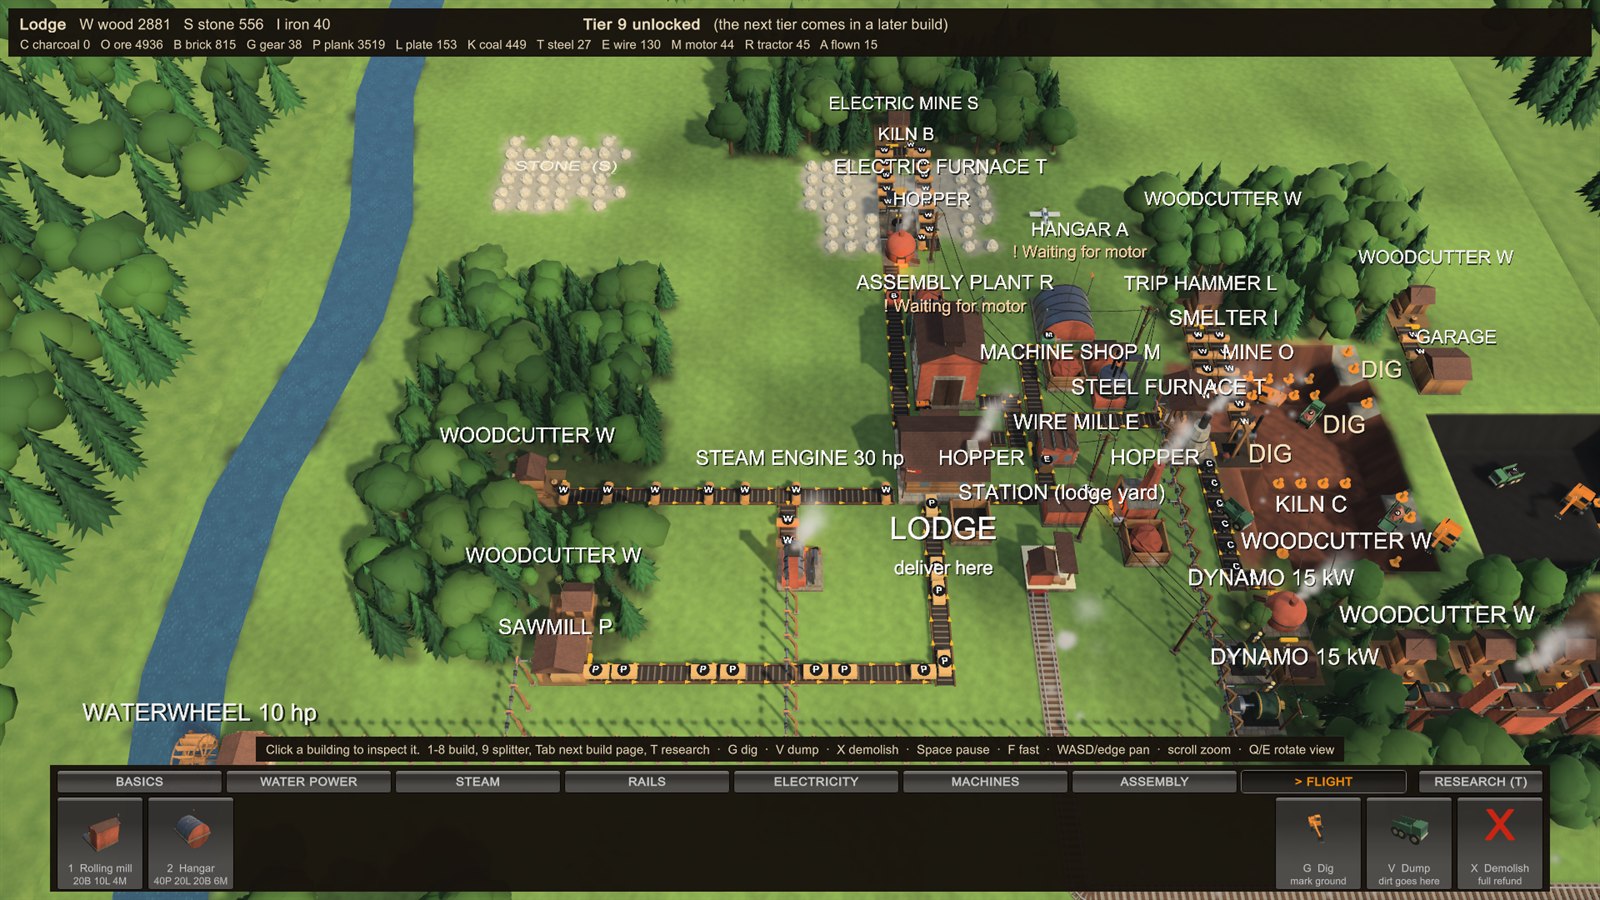 Lodge W wood 2881 S stone 556 I iron 40
Tier 9 unlocked (the next tier comes in a later build)
C charcoal 0 O ore 4936 B brick 815 G gear 38 P plank 3519 L plate 153 K coal 449 T steel 27 E wire 130 M motor 44 R tractor 45 A flown 15
ELECTRIC MINE S
KILN B
STONE (S)
ELECTRIC FURNACE T
HOPPER
WOODCUTTER W
HANGAR A
! Waiting for motor
WOODCUTTER W
ASSEMBLY PLANT R
! Waiting for motor
TRIP HAMMER L
SMELTER I
GARAGE
MACHINE SHOP M
MINE O
DIG
STEEL FURNACE T
WIRE MILL E
DIG
WOODCUTTER W
STEAM ENGINE 30 hp
HOPPER
HOPPER
DIG
STATION (lodge yard)
KILN C
LODGE
deliver here
WOODCUTTER W
WOODCUTTER W
DYNAMO 15 kW
WOODCUTTER W
SAWMILL P
DYNAMO 15 kW
WATERWHEEL 10 hp
Click a building to inspect it. 1-8 build, 9 splitter, Tab next build page, T research · G dig · V dump · X demolish · Space pause · F fast · WASD/edge pan · scroll zoom · Q/E rotate view
BASICS
WATER POWER
STEAM
RAILS
ELECTRICITY
MACHINES
ASSEMBLY
> FLIGHT
RESEARCH (T)
1 Rolling mill
20B 10L 4M
2 Hangar
40P 20L 20B 6M
G Dig
mark ground
V Dump
dirt goes here
X
X Demolish
full refund